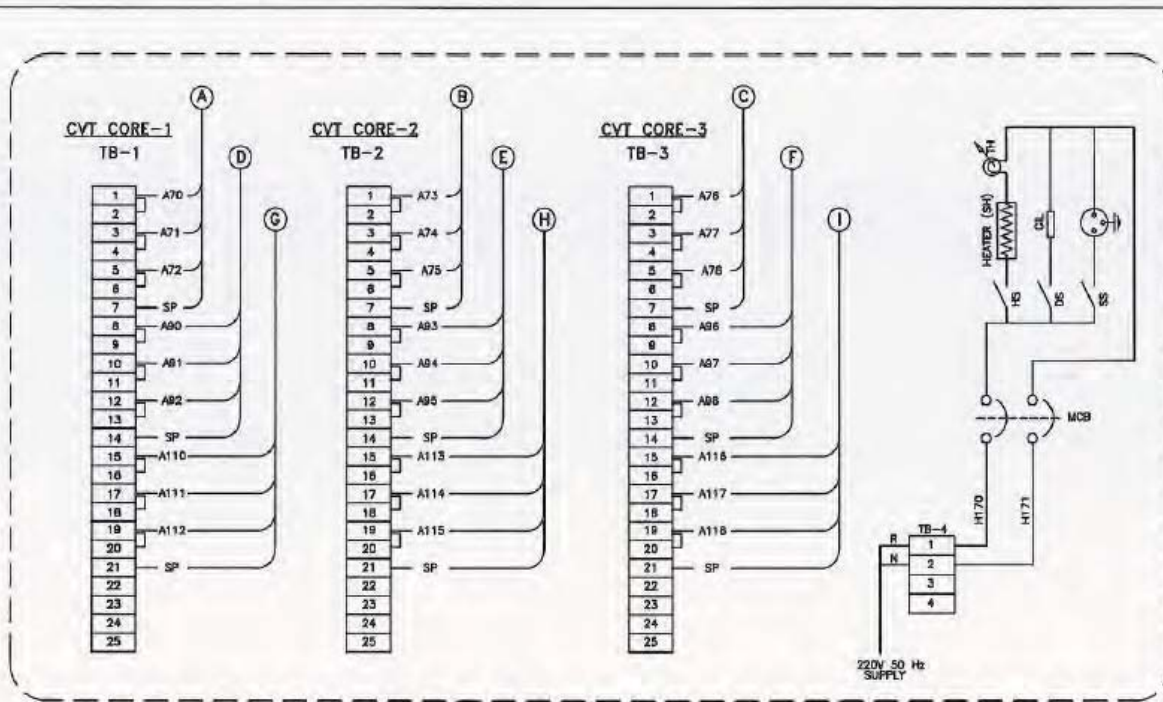 A
CVT CORE-1
TB-1
D
G
1 A70
2
3 A71
4
5 A72
6
7 SP
8 A90
9
10 A91
11
12 A92
13
14 SP
15 A110
16
17 A111
18
19 A112
20
21 SP
22
23
24
25
B
CVT CORE-2
TB-2
E
H
1 A73
2
3 A74
4
5 A75
6
7 SP
8 A93
9
10 A94
11
12 A95
13
14 SP
15 A113
16
17 A114
18
19 A115
20
21 SP
22
23
24
25
C
CVT CORE-3
TB-3
F
I
1 A76
2
3 A77
4
5 A78
6
7 SP
8 A96
9
10 A97
11
12 A98
13
14 SP
15 A116
16
17 A117
18
19 A118
20
21 SP
22
23
24
25
TH
HEATER (SH)
HS
DS
SS
MCB
H170
H171
TB-4
R 1
N 2
3
4
220V 50 Hz
SUPPLY